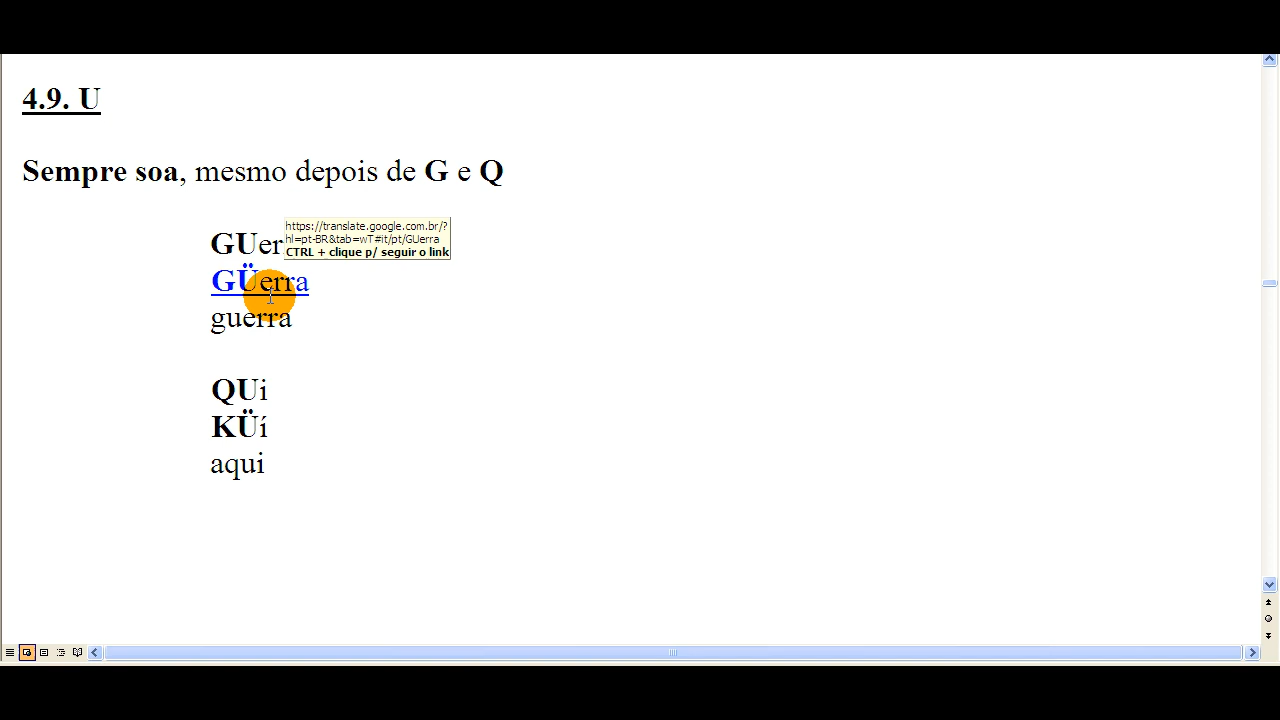 4.9. U
Sempre soa, mesmo depois de G e Q
GUer
https://translate.google.com.br/?
hl=pt-BR&tab=wT#it/pt/GUerra
CTRL + clique p/ seguir o link
GÜerra
guerra
QUi
KÜí
aqui